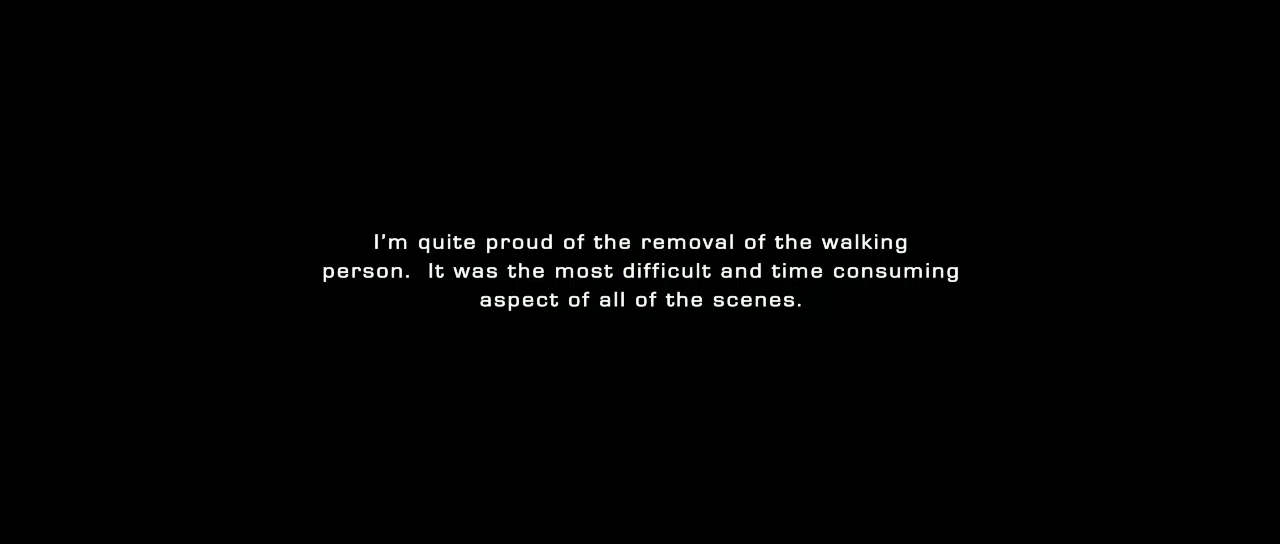 I'm quite proud of the removal of the walking
person.  It was the most difficult and time consuming
aspect of all of the scenes.